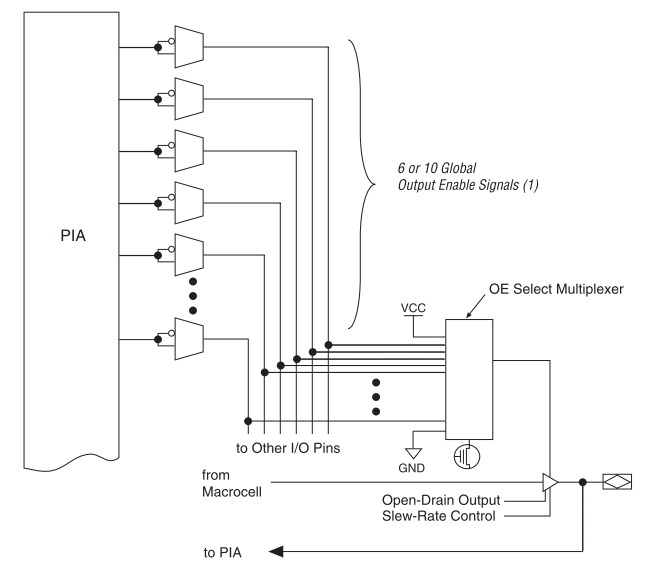 6 or 10 Global
Output Enable Signals (1)
PIA
OE Select Multiplexer
VCC
to Other I/O Pins
GND
from
Macrocell
Open-Drain Output
Slew-Rate Control
to PIA